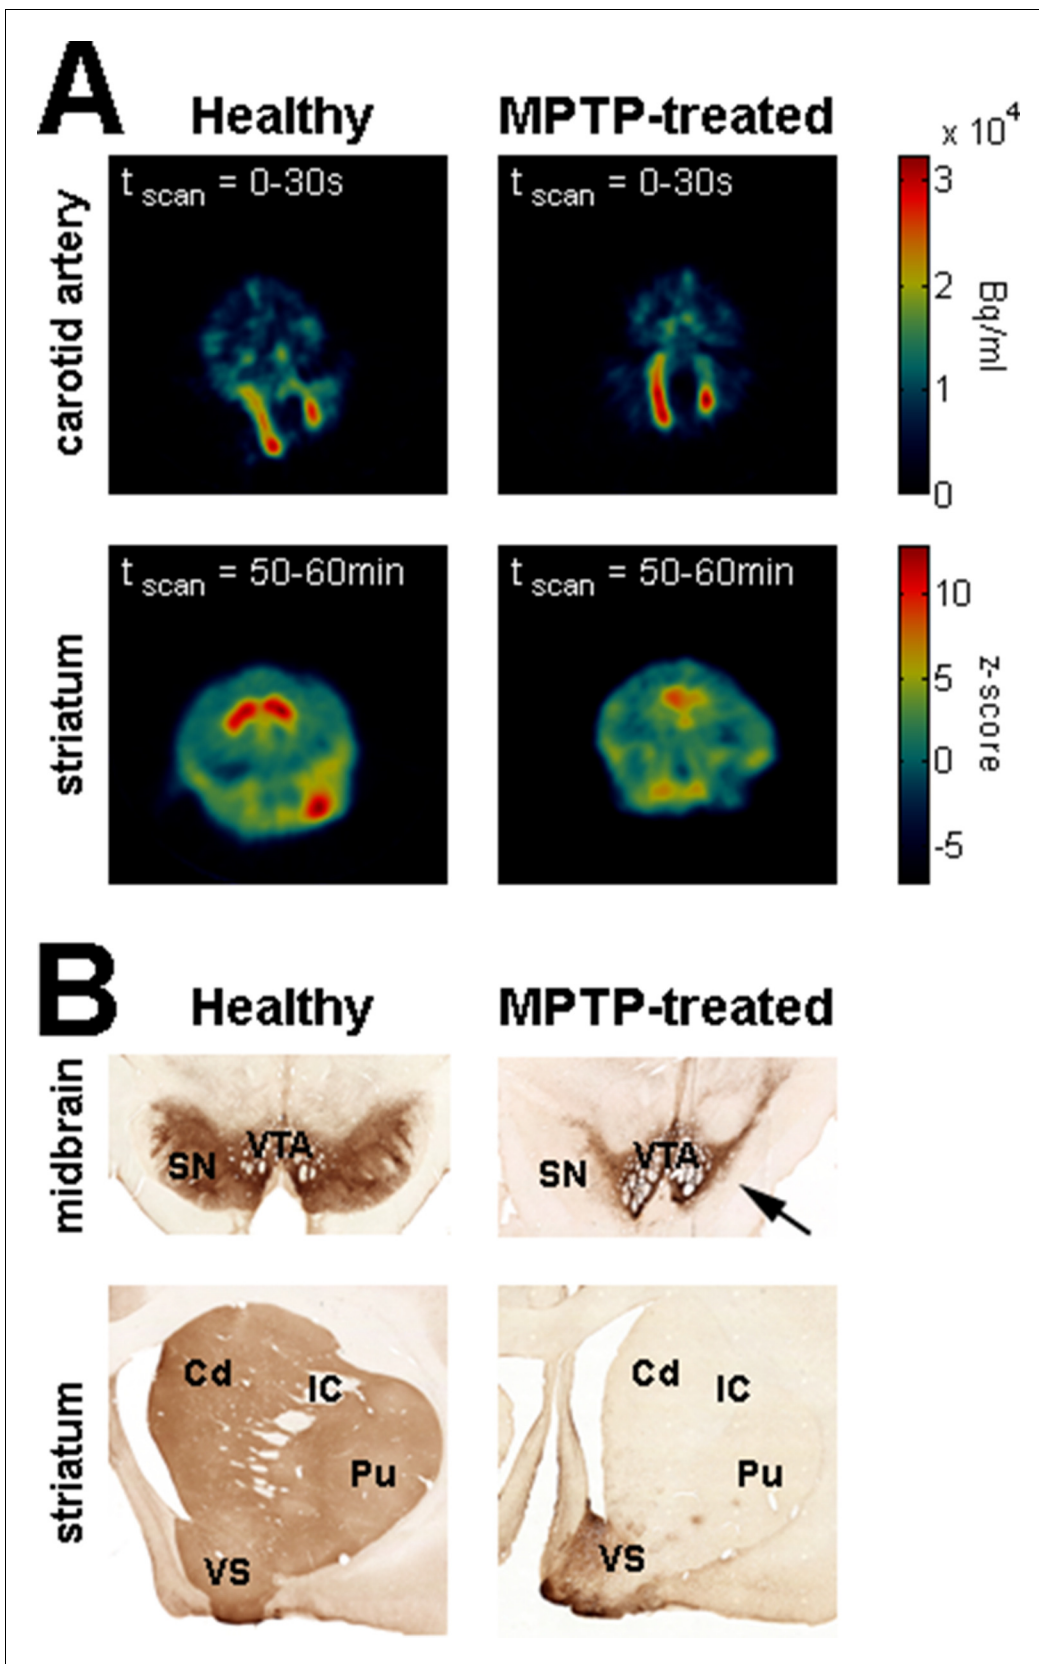 A
Healthy MPTP-treated
x 10^4
carotid artery
t scan = 0-30s
t scan = 0-30s
3
2
1
0
Bq/ml
striatum
t scan = 50-60min
t scan = 50-60min
10
5
0
-5
z-score
B
Healthy MPTP-treated
midbrain
SN VTA
SN VTA
striatum
Cd IC
Pu
VS
Cd IC
Pu
VS